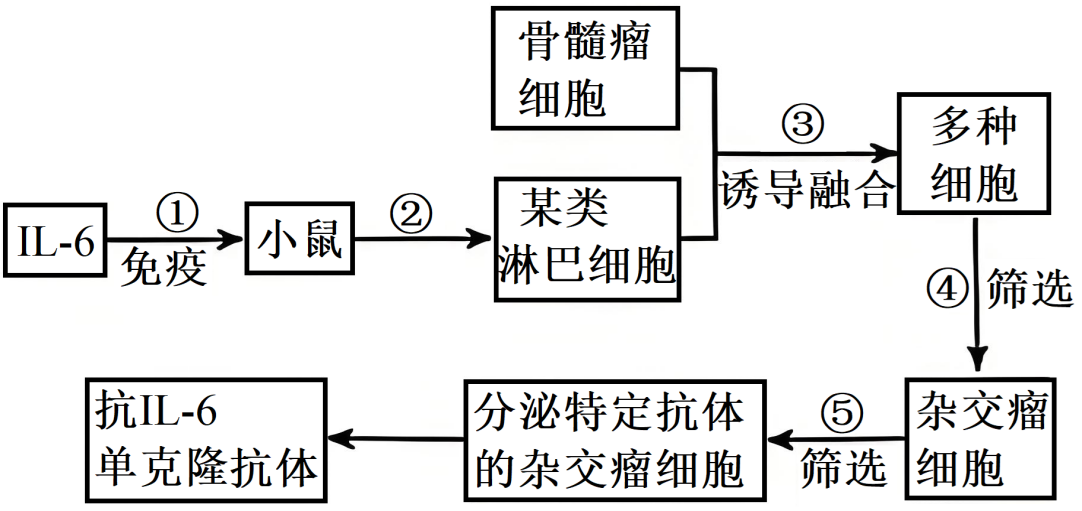 IL-6
①
免疫
小鼠
②
骨髓瘤
细胞
某类
淋巴细胞
③
诱导融合
多种
细胞
④ 筛选
杂交瘤
细胞
⑤
筛选
分泌特定抗体
的杂交瘤细胞
抗IL-6
单克隆抗体